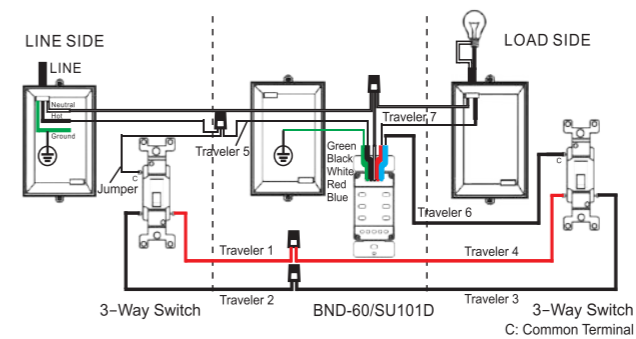 LINE SIDE
LOAD SIDE
LINE
Neutral
Hot
Ground
Traveler 7
Traveler 5
Green
Black
White
Red
Blue
C
C
Jumper
Traveler 6
Traveler 1
Traveler 4
Traveler 2
Traveler 3
3-Way Switch
BND-60/SU101D
3-Way Switch
C: Common Terminal